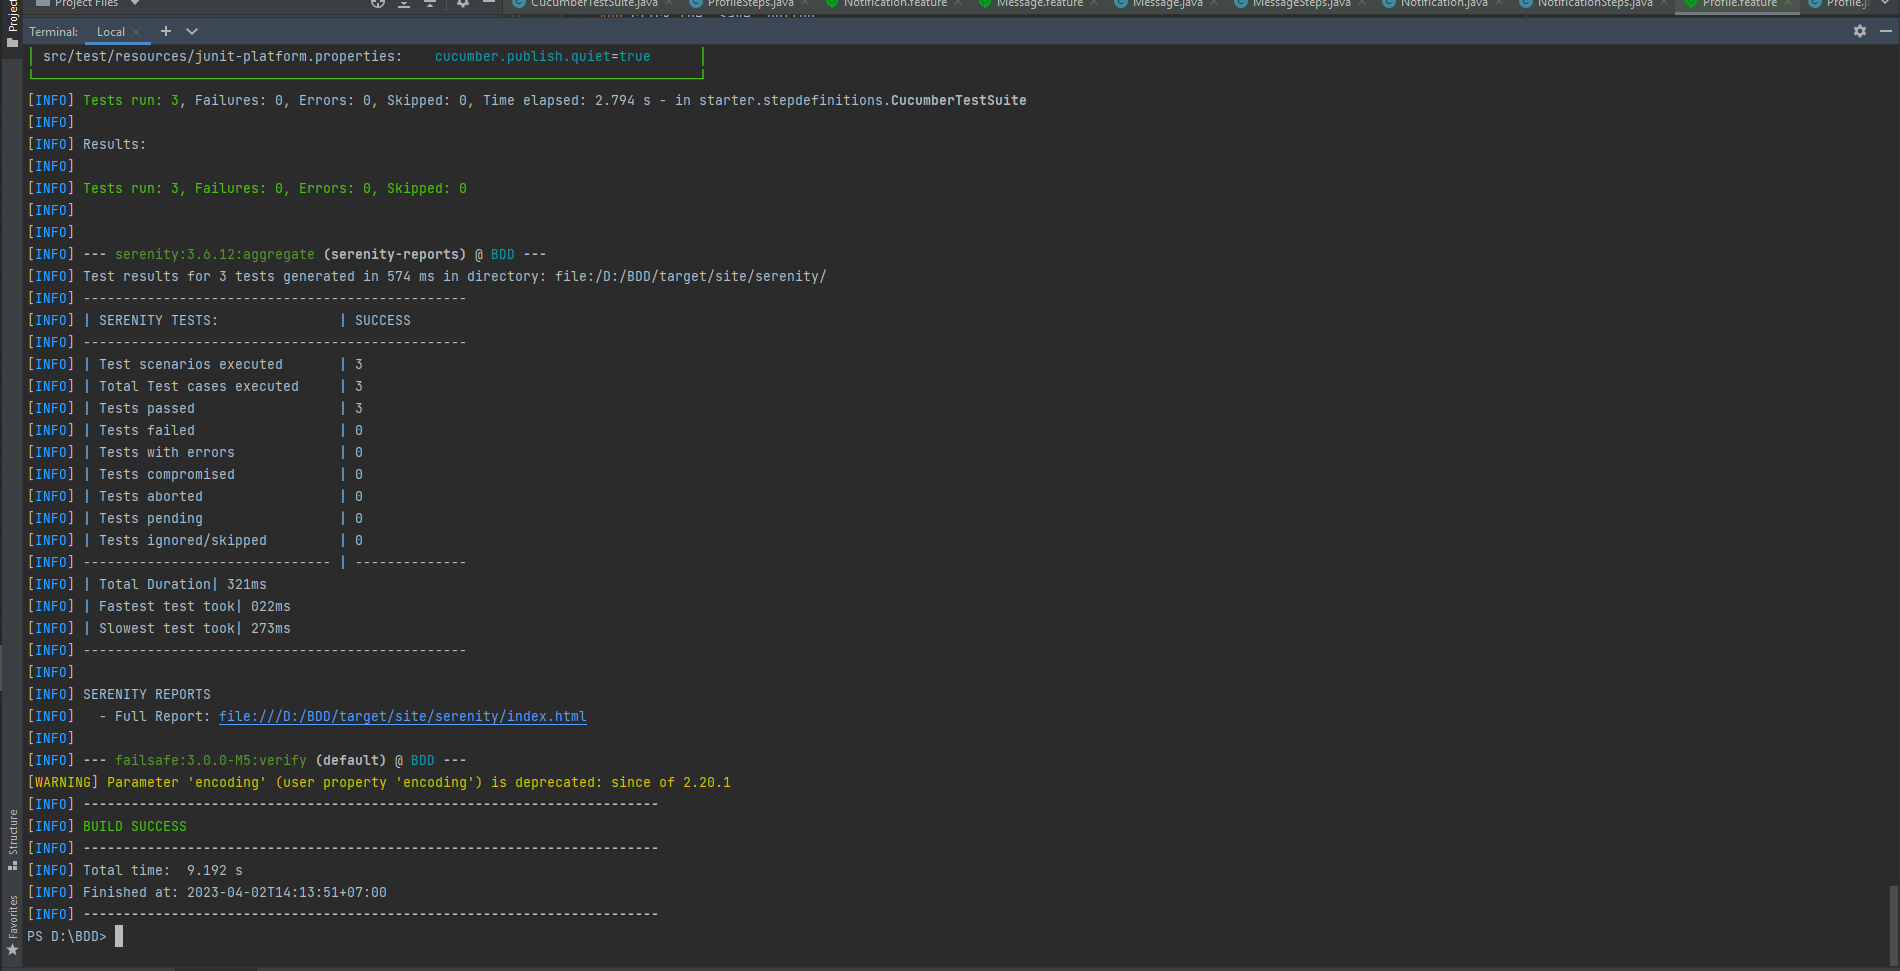 Project Files
CucumberTestSuite.java ProfileSteps.java Notification.feature Message.feature Message.java MessageSteps.java Notification.java NotificationSteps.java Profile.feature
Project
Terminal: Local
src/test/resources/junit-platform.properties: cucumber.publish.quiet=true
[INFO] Tests run: 3, Failures: 0, Errors: 0, Skipped: 0, Time elapsed: 2.794 s - in starter.stepdefinitions.CucumberTestSuite
[INFO]
[INFO] Results:
[INFO]
[INFO] Tests run: 3, Failures: 0, Errors: 0, Skipped: 0
[INFO]
[INFO]
[INFO] --- serenity:3.6.12:aggregate (serenity-reports) @ BDD ---
[INFO] Test results for 3 tests generated in 574 ms in directory: file:/D:/BDD/target/site/serenity/
[INFO] ------------------------------------------------
[INFO] | SERENITY TESTS: | SUCCESS
[INFO] ------------------------------------------------
[INFO] | Test scenarios executed | 3
[INFO] | Total Test cases executed | 3
[INFO] | Tests passed | 3
[INFO] | Tests failed | 0
[INFO] | Tests with errors | 0
[INFO] | Tests compromised | 0
[INFO] | Tests aborted | 0
[INFO] | Tests pending | 0
[INFO] | Tests ignored/skipped | 0
[INFO] ------------------------------- | --------------
[INFO] | Total Duration| 321ms
[INFO] | Fastest test took| 022ms
[INFO] | Slowest test took| 273ms
[INFO] ------------------------------------------------
[INFO]
[INFO] SERENITY REPORTS
[INFO] - Full Report: file:///D:/BDD/target/site/serenity/index.html
[INFO]
[INFO] --- failsafe:3.0.0-M5:verify (default) @ BDD ---
[WARNING] Parameter 'encoding' (user property 'encoding') is deprecated: since of 2.20.1
[INFO] ------------------------------------------------------------------------
[INFO] BUILD SUCCESS
[INFO] ------------------------------------------------------------------------
[INFO] Total time: 9.192 s
[INFO] Finished at: 2023-04-02T14:13:51+07:00
[INFO] ------------------------------------------------------------------------
PS D:\BDD>
Structure
Favorites